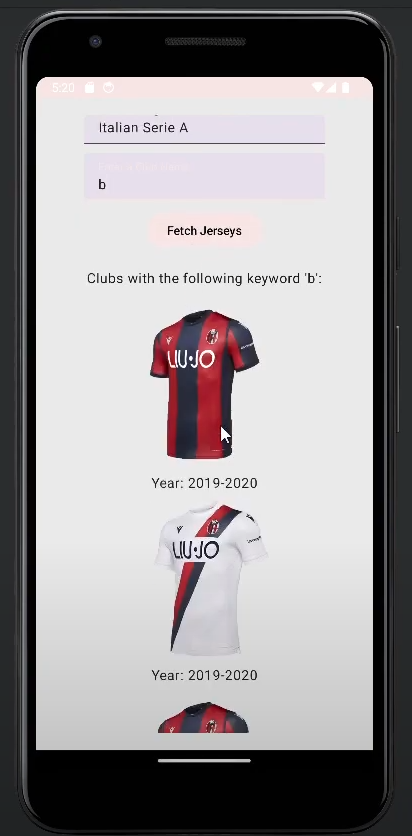 5:20
Italian Serie A
b
Fetch Jerseys
Clubs with the following keyword 'b':
LIU·JO
Year: 2019-2020
LIU·JO
Year: 2019-2020